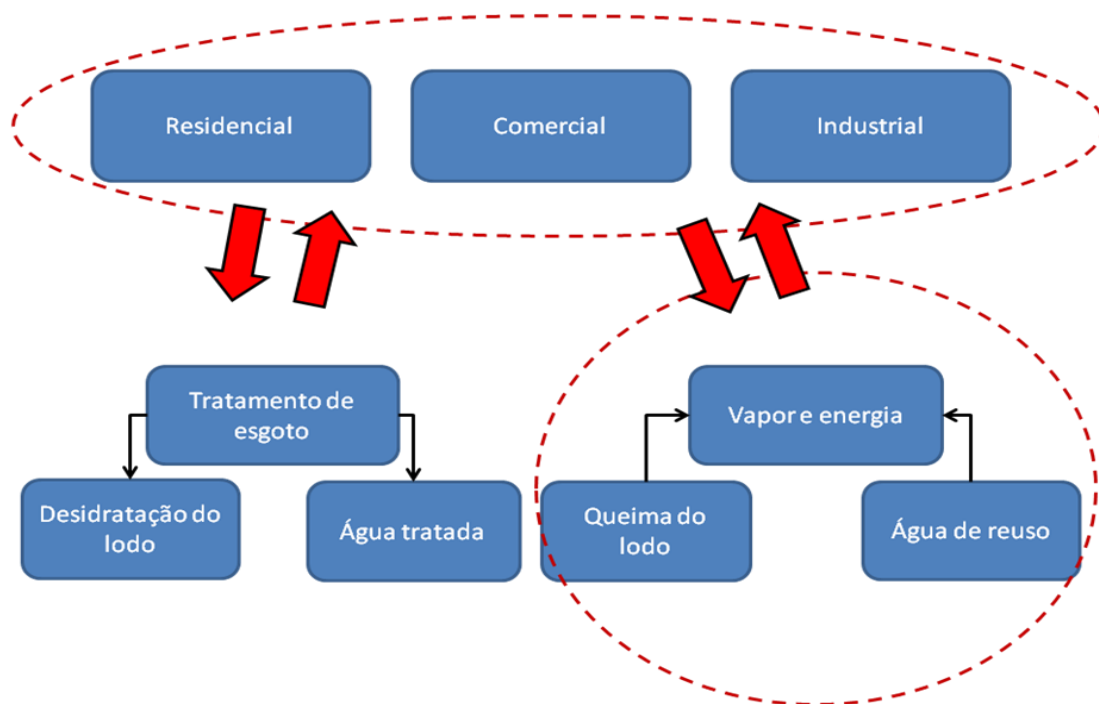 Residencial
Comercial
Industrial
Tratamento de
esgoto
Vapor e energia
Desidratação do
lodo
Água tratada
Queima do
lodo
Água de reuso